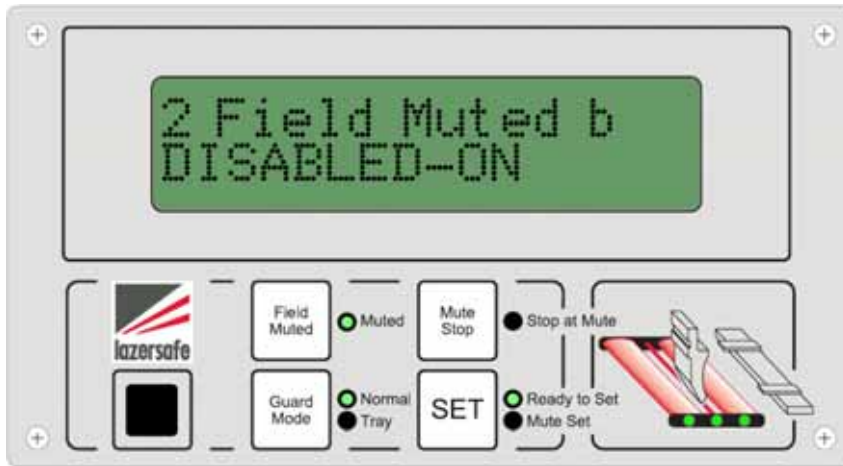 2 Field Muted b
DISABLED-ON
lazersafe
Field
Muted
Muted
Mute
Stop
Stop at Mute
Guard
Mode
Normal
Tray
SET
Ready to Set
Mute Set